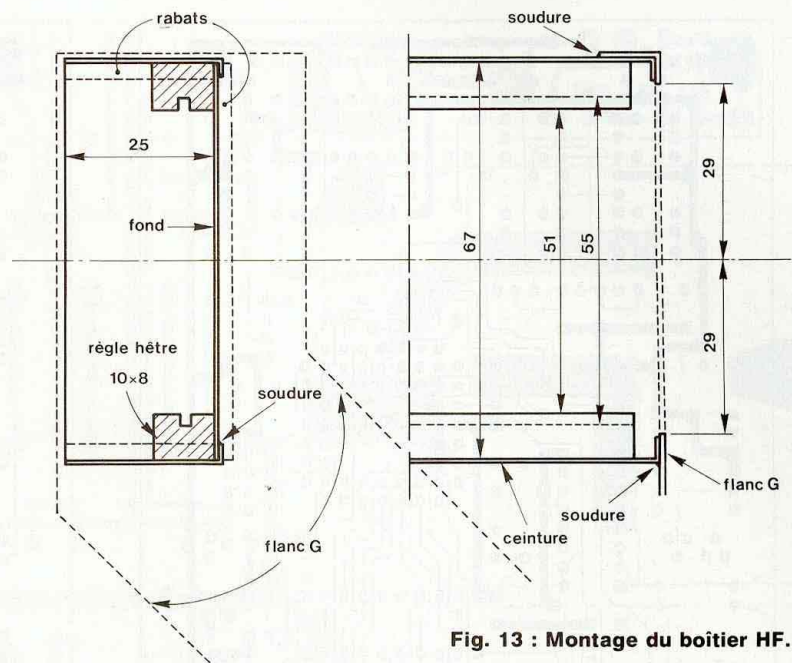 rabats
soudure
25
fond
67
51
55
29
29
règle hêtre
10×8
soudure
flanc G
soudure
ceinture
flanc G
Fig. 13 : Montage du boîtier HF.